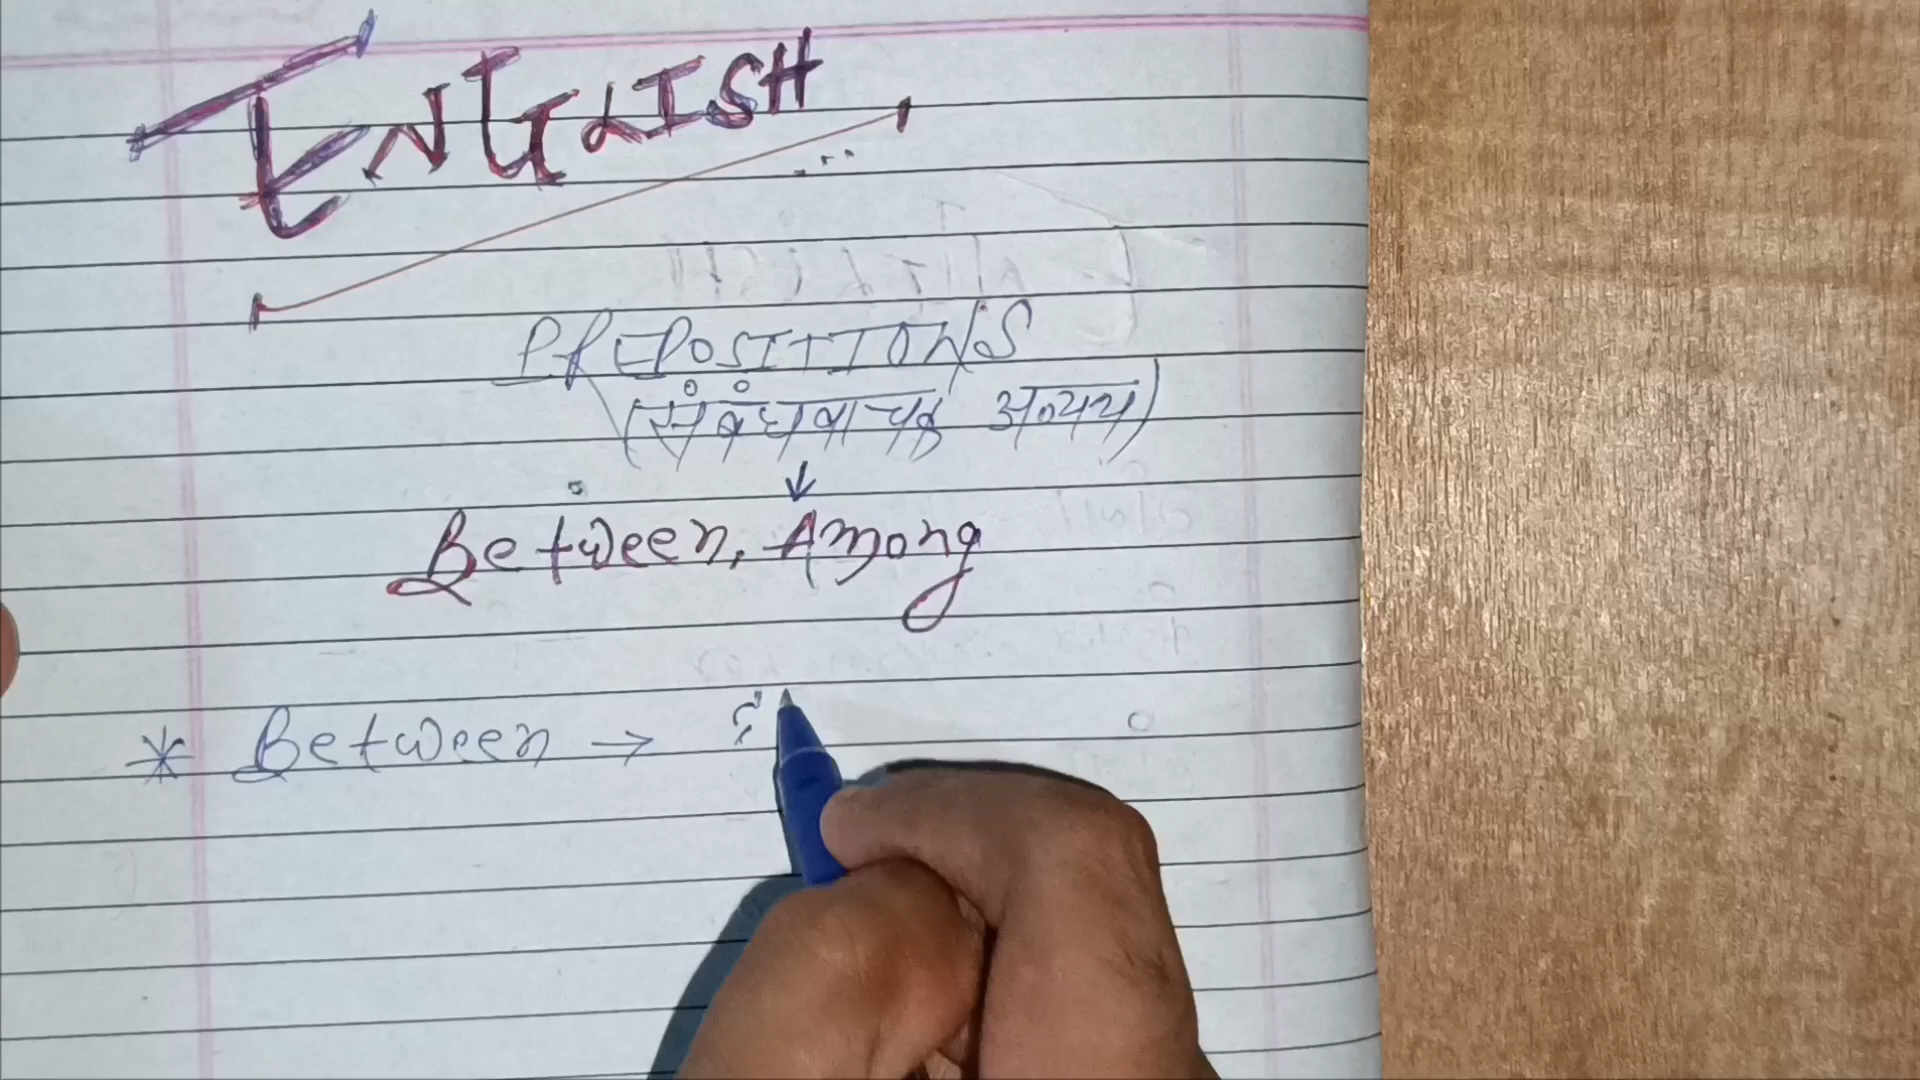 ENGLISH
PREPOSITIONS
(संबंधवाचक अव्यय)
↓
Between, Among
* Between →